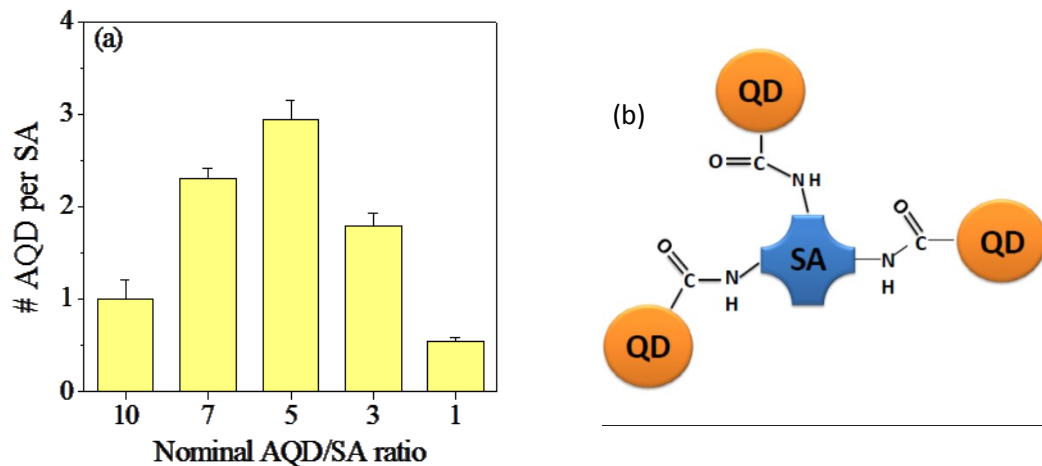 (a)
# AQD per SA
4
3
2
1
0
10 7 5 3 1
Nominal AQD/SA ratio
(b)
QD
O C
N H
O
SA
QD
O
C
N
H
C
N
H
QD